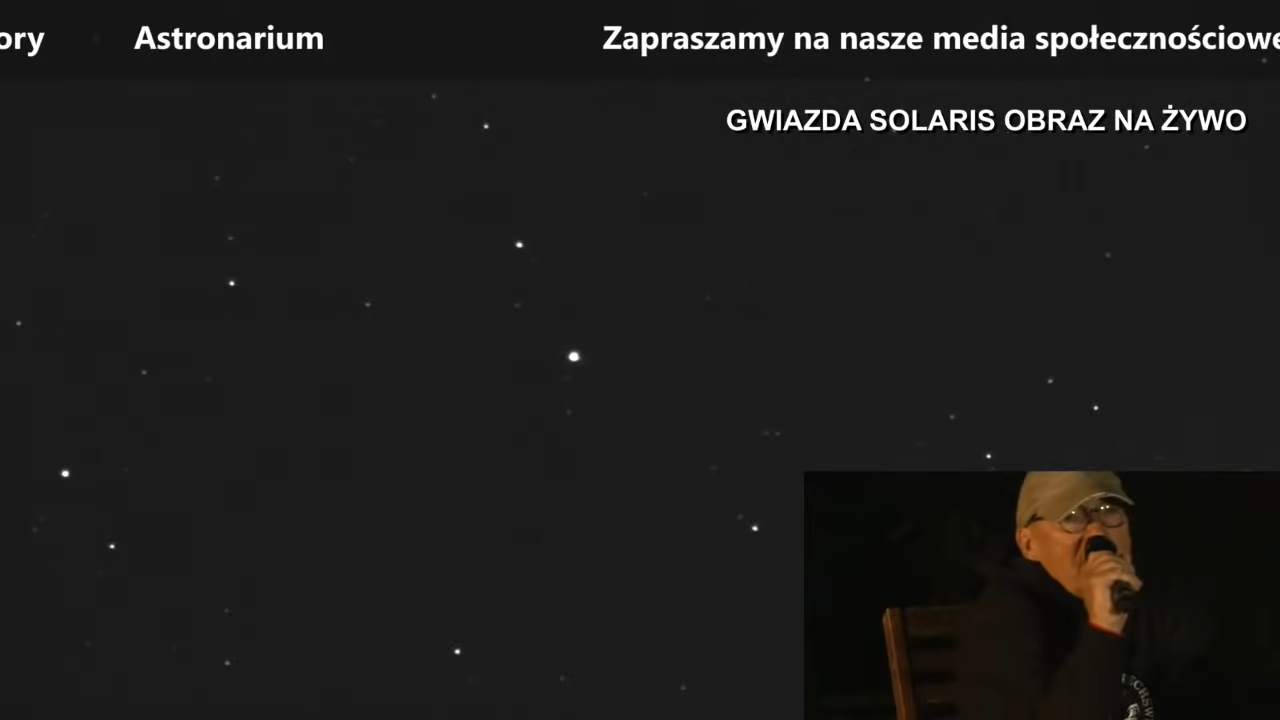 ory Astronarium Zapraszamy na nasze media społecznościowe
GWIAZDA SOLARIS OBRAZ NA ŻYWO